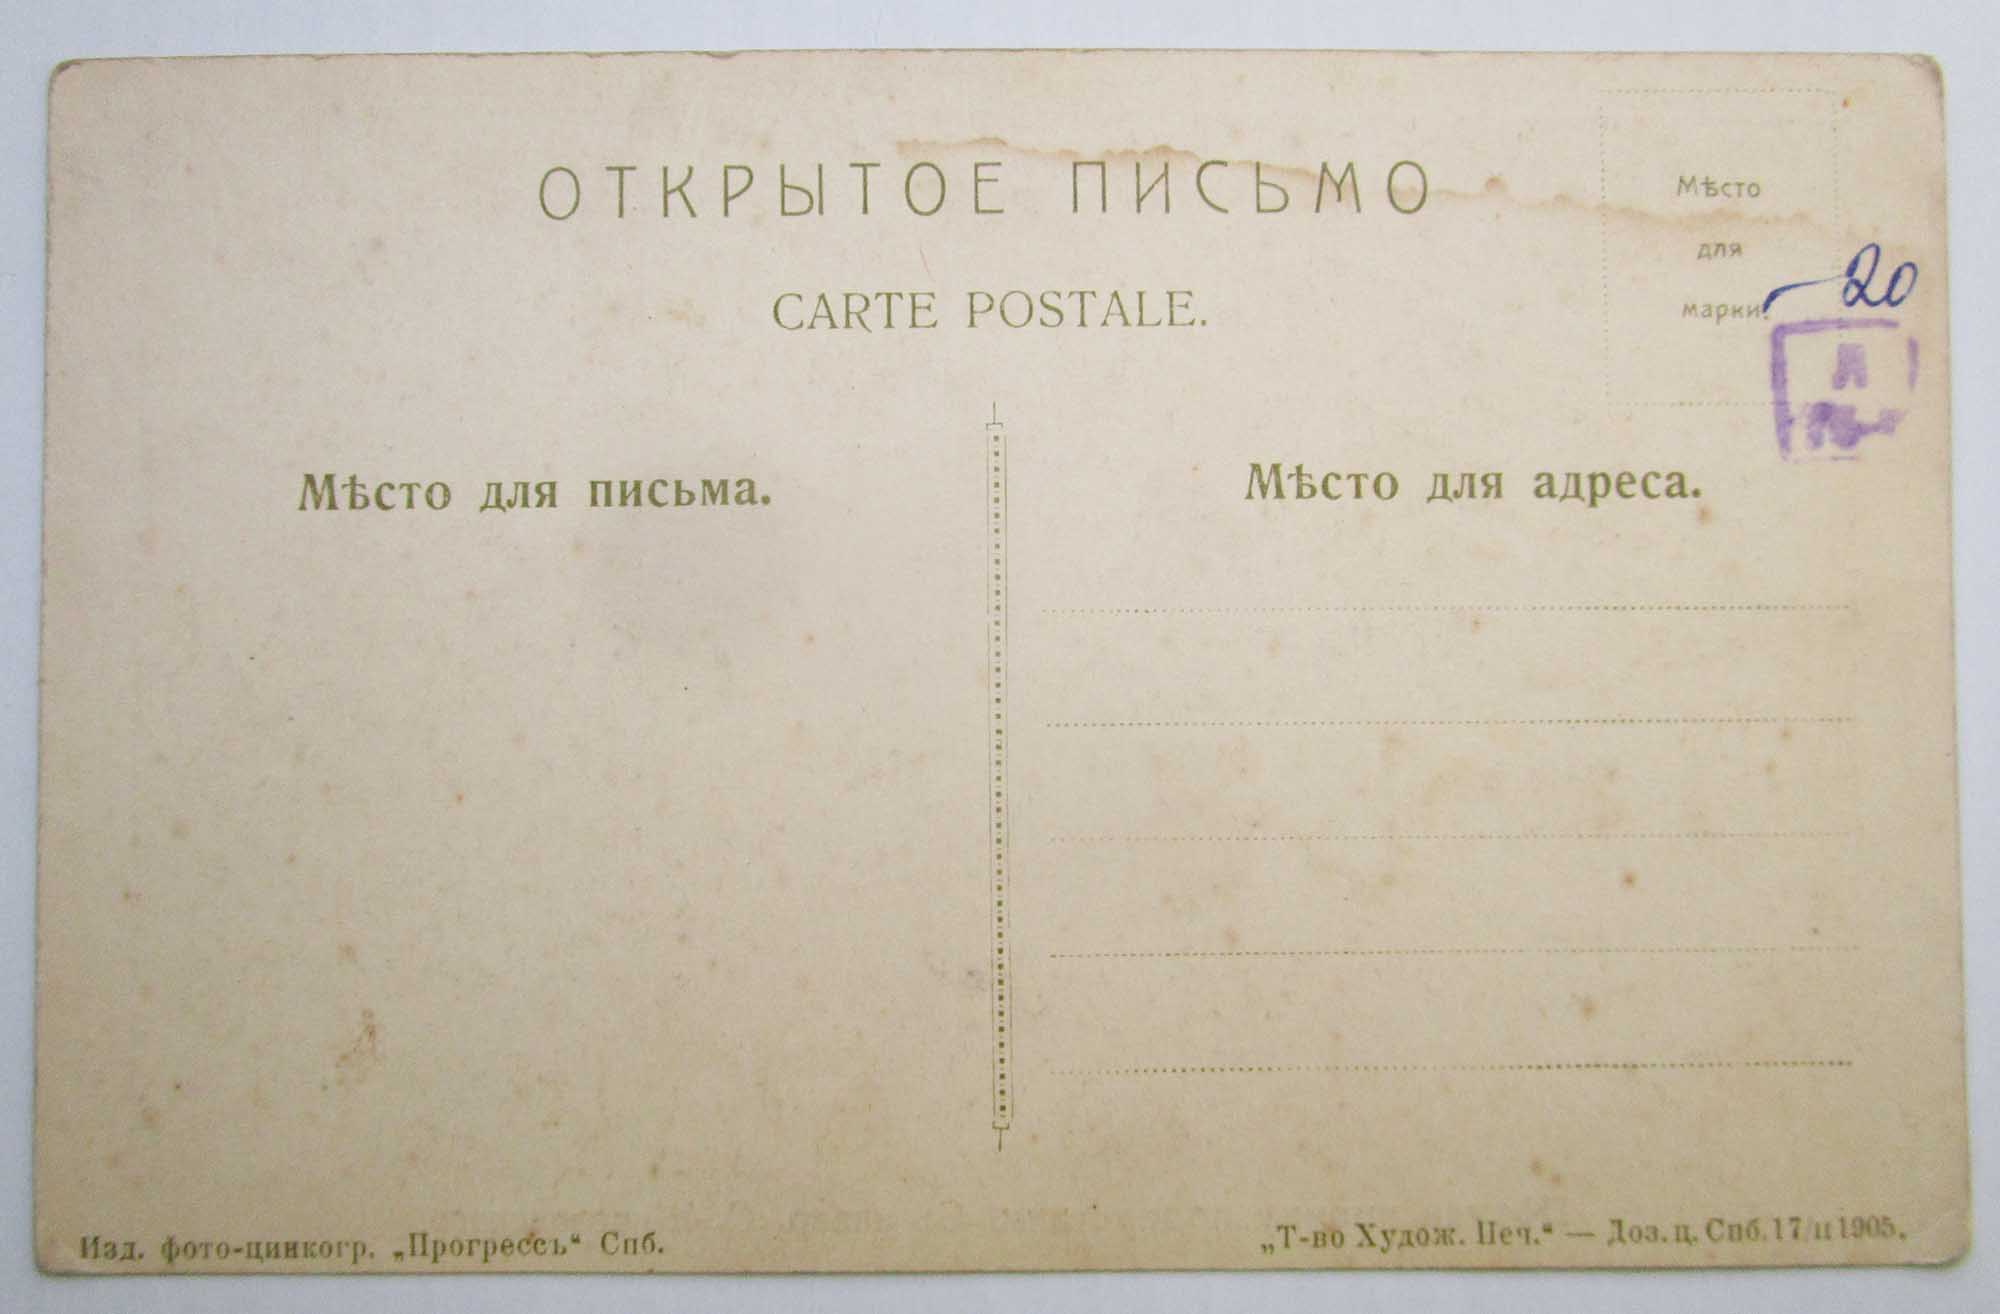 ОТКРЫТОЕ ПИСЬМО
CARTE POSTALE.
Мѣсто
для
марки.
20
Мѣсто для письма.
Мѣсто для адреса.
Изд. фото-цинкогр. „Прогрессъ“ Спб.
„Т-во Худож. Печ.“ — Доз. ц. Спб. 17/II 1905.